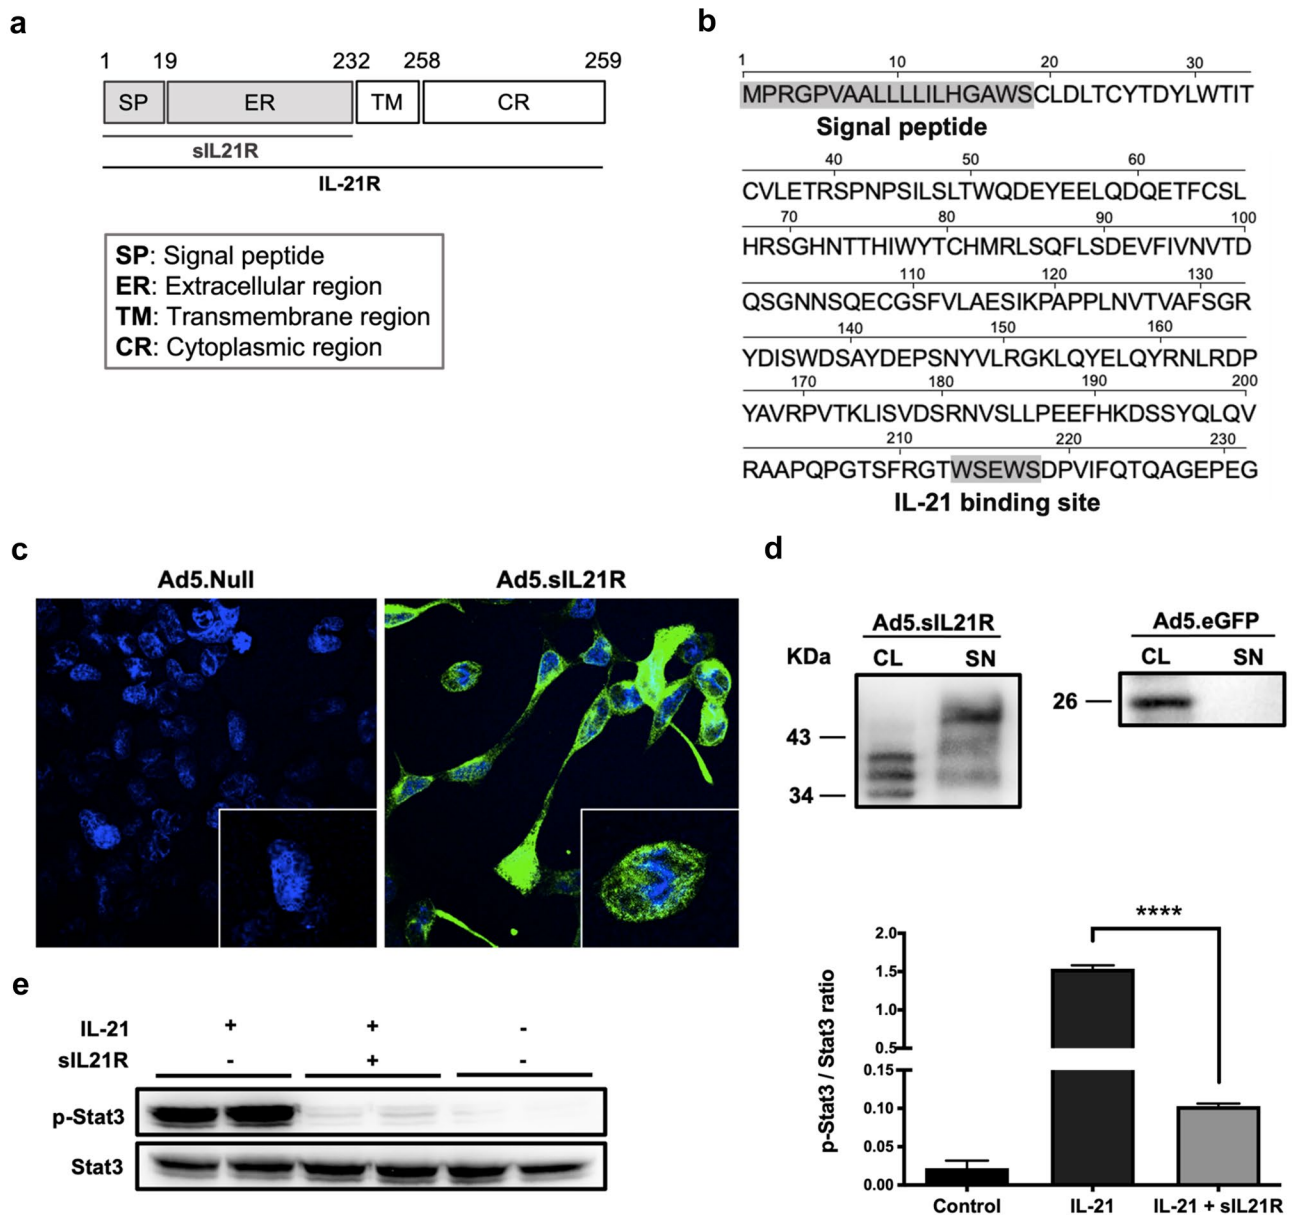 a
1 19 232 258 259
SP ER TM CR
sIL21R
IL-21R
SP: Signal peptide
ER: Extracellular region
TM: Transmembrane region
CR: Cytoplasmic region
b
1 10 20 30
MPRGPVAALLLLILHGAWSCLDLTCYTDYLWTIT
Signal peptide
40 50 60
CVLETRSPNPSILSLTWQDEYEELQDQETFCSL
70 80 90 100
HRSGHNTTHIWYTCHMRLSQFLSDEVFIVNVTD
110 120 130
QSGNNSQECGSFVLAESIKPAPPLNVTVAFSGR
140 150 160
YDISWDSAYDEPSNYVLRGKLQYELQYRNLRDP
170 180 190 200
YAVRPVTKLISVDSRNVSLLPEEFHKDSSYQLQV
210 220 230
RAAPQPGTSFRGTWSEWSDPVIFQTQAGEPEG
IL-21 binding site
c
Ad5.Null Ad5.sIL21R
d
Ad5.sIL21R Ad5.eGFP
KDa CL SN CL SN
26
43
34
e
IL-21 + + -
sIL21R - + -
p-Stat3
Stat3
****
p-Stat3 / Stat3 ratio
2.0
1.5
1.0
0.5
0.15
0.10
0.05
0.00
Control IL-21 IL-21 + sIL21R